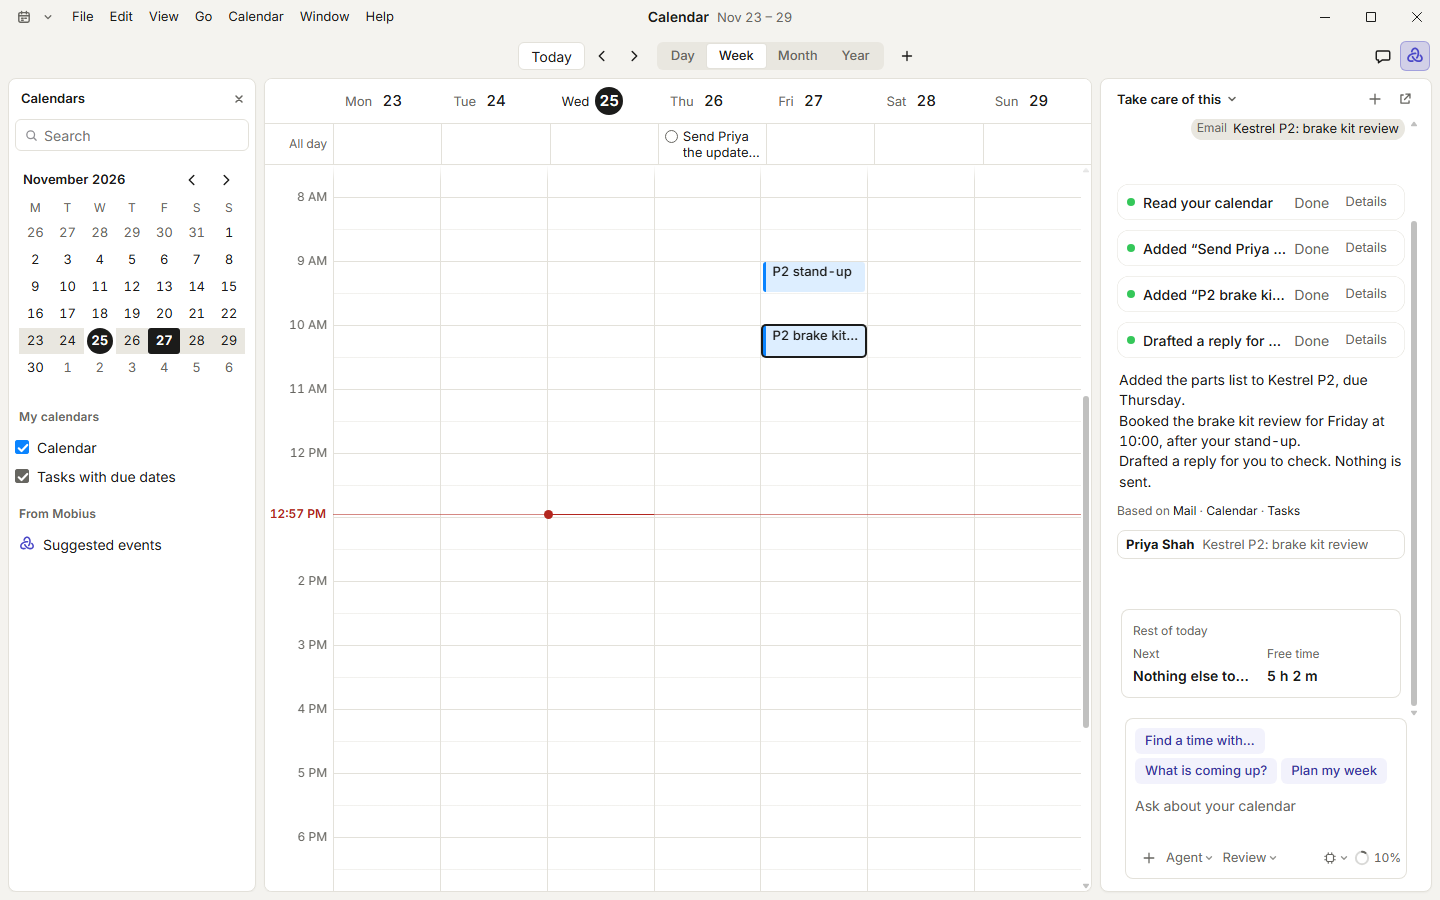 File Edit View Go Calendar Window Help
Calendar Nov 23 – 29
Today Day Week Month Year
Calendars
Search
November 2026
M T W T F S S
26 27 28 29 30 31 1
2 3 4 5 6 7 8
9 10 11 12 13 14 15
16 17 18 19 20 21 22
23 24 25 26 27 28 29
30 1 2 3 4 5 6
My calendars
Calendar
Tasks with due dates
From Mobius
Suggested events
Mon 23 Tue 24 Wed 25 Thu 26 Fri 27 Sat 28 Sun 29
All day
Send Priya
the update...
8 AM
9 AM
P2 stand-up
10 AM
P2 brake kit...
11 AM
12 PM
12:57 PM
2 PM
3 PM
4 PM
5 PM
6 PM
Take care of this
Email Kestrel P2: brake kit review
Read your calendar Done Details
Added “Send Priya ... Done Details
Added “P2 brake ki... Done Details
Drafted a reply for ... Done Details
Added the parts list to Kestrel P2, due
Thursday.
Booked the brake kit review for Friday at
10:00, after your stand-up.
Drafted a reply for you to check. Nothing is
sent.
Based on Mail · Calendar · Tasks
Priya Shah Kestrel P2: brake kit review
Rest of today
Next Free time
Nothing else to... 5 h 2 m
Find a time with...
What is coming up? Plan my week
Ask about your calendar
Agent Review 10%